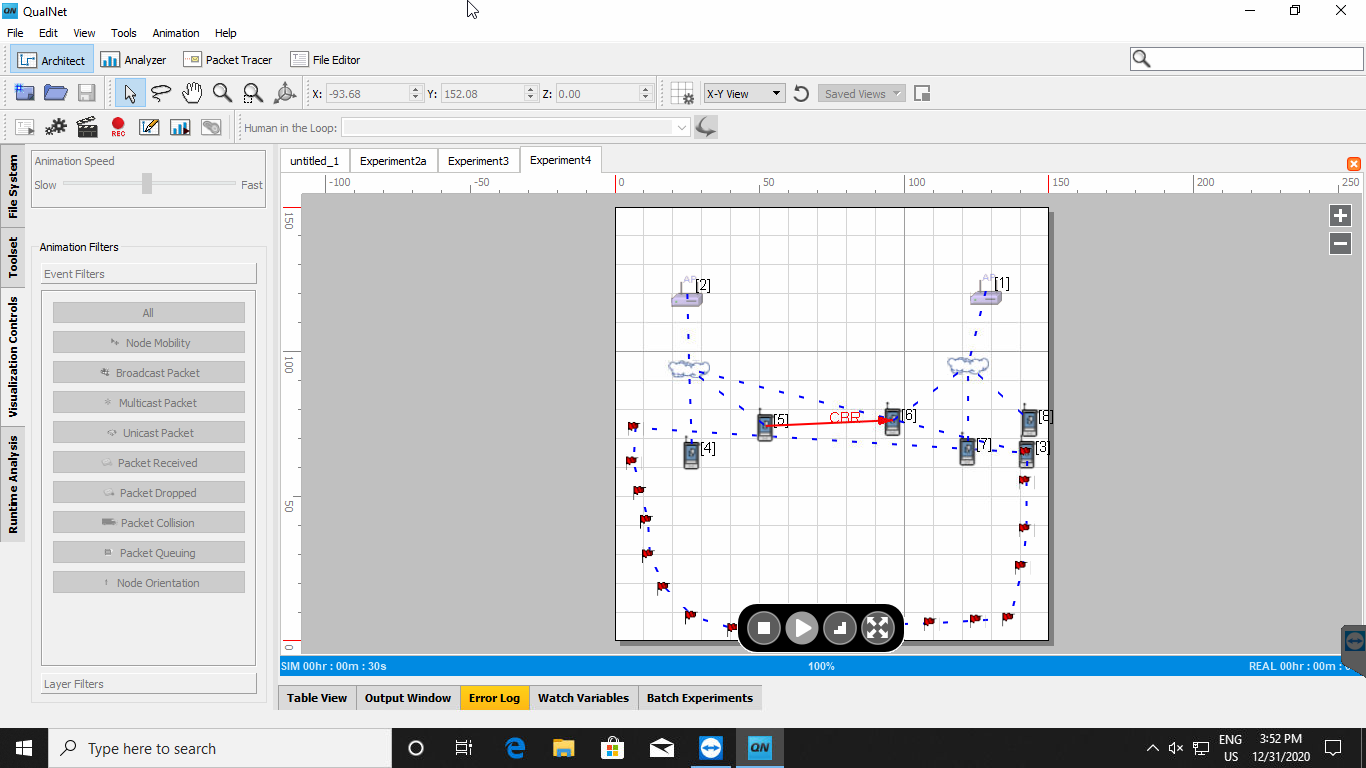 QualNet
File Edit View Tools Animation Help
Architect Analyzer Packet Tracer File Editor
X: -93.68 Y: 152.08 Z: 0.00 X-Y View Saved Views
REC Human in the Loop:
File System
Toolset
Visualization Controls
Runtime Analysis
Animation Speed
Slow Fast
Animation Filters
Event Filters
All
Node Mobility
Broadcast Packet
Multicast Packet
Unicast Packet
Packet Received
Packet Dropped
Packet Collision
Packet Queuing
Node Orientation
Layer Filters
untitled_1 Experiment2a Experiment3 Experiment4
-100 -50 0 50 100 150 200 250
150
100
50
0
AP [2]
AP [1]
[5] CBR [6] [8]
[4] [7] [3]
SIM 00hr : 00m : 30s 100% REAL 00hr : 00m :
Table View Output Window Error Log Watch Variables Batch Experiments
Type here to search
QN
ENG
US
3:52 PM
12/31/2020